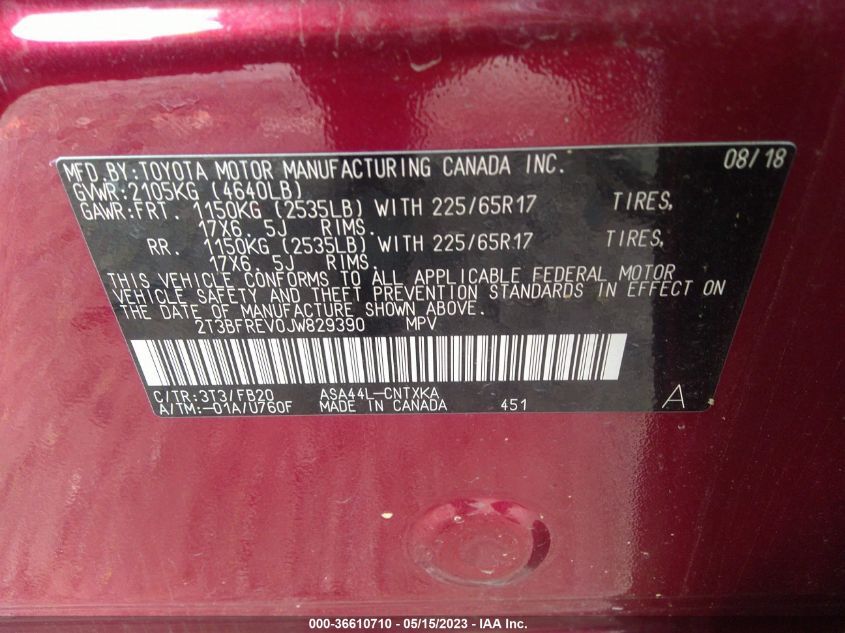 MFD. BY: TOYOTA MOTOR MANUFACTURING CANADA INC. 08/18
GVWR: 2105KG (4640LB)
GAWR: FRT. 1150KG (2535LB) WITH 225/65R17 TIRES,
17X6. 5J RIMS.
RR. 1150KG (2535LB) WITH 225/65R17 TIRES,
17X6. 5J RIMS.
THIS VEHICLE CONFORMS TO ALL APPLICABLE FEDERAL MOTOR
VEHICLE SAFETY AND THEFT PREVENTION STANDARDS IN EFFECT ON
THE DATE OF MANUFACTURE SHOWN ABOVE.
2T3BFREV0JW829390 MPV
C/TR: 3T3/FB20 ASA44L-CNTXKA
A/TM: -01A/U760F MADE IN CANADA 451 A
000-36610710 - 05/15/2023 - IAA Inc.